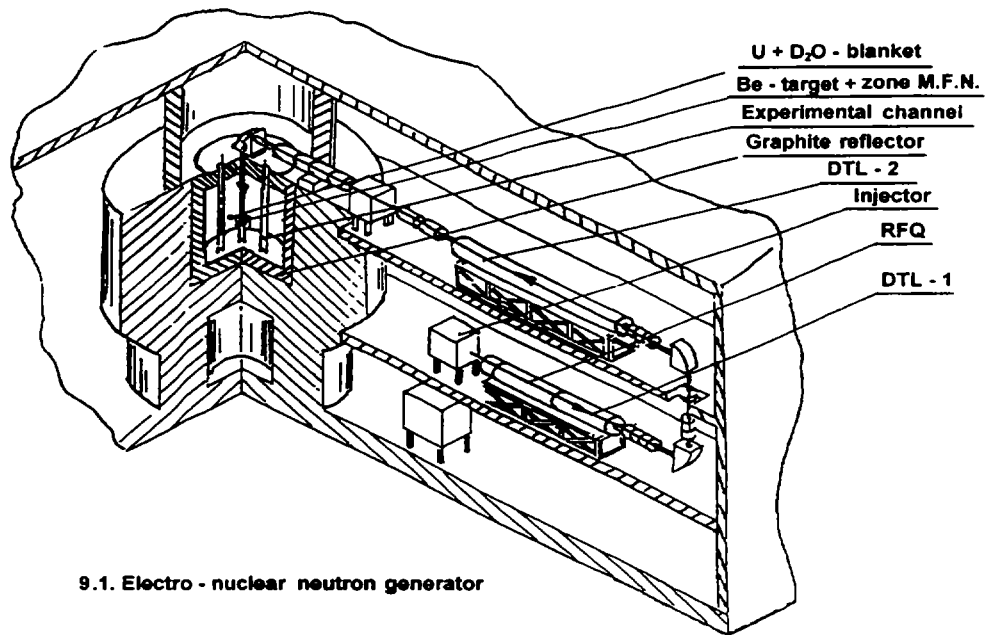 U + D₂O - blanket
Be - target + zone M.F.N.
Experimental channel
Graphite reflector
DTL - 2
Injector
RFQ
DTL - 1
9.1. Electro - nuclear neutron generator